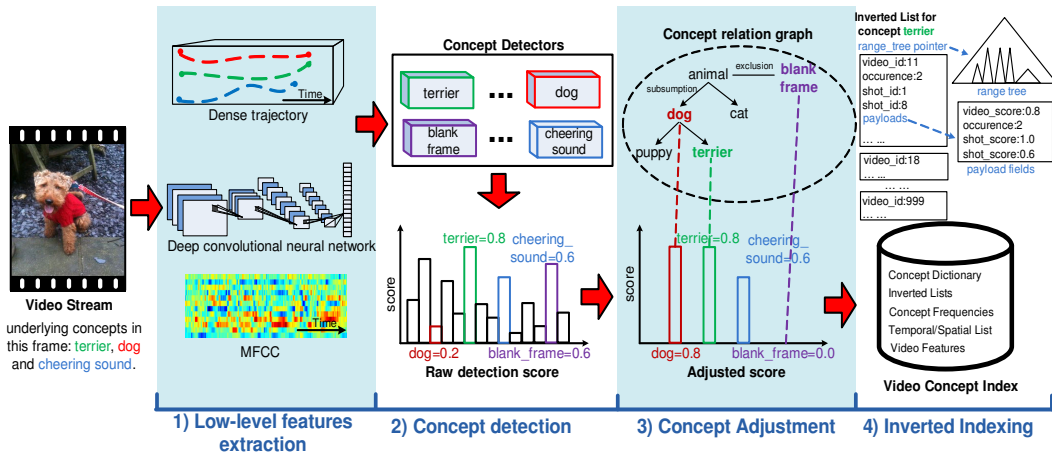 Video Stream
underlying concepts in
this frame: terrier, dog
and cheering sound.
Time
Dense trajectory
Deep convolutional neural network
Time
MFCC
1) Low-level features
extraction
Concept Detectors
terrier
...
dog
blank
frame
...
cheering
sound
score
terrier=0.8
cheering_
sound=0.6
dog=0.2
blank_frame=0.6
Raw detection score
2) Concept detection
Concept relation graph
animal
exclusion
blank
frame
subsumption
dog
cat
puppy
terrier
score
terrier=0.8
cheering_
sound=0.6
dog=0.8
blank_frame=0.0
Adjusted score
3) Concept Adjustment
Inverted List for
concept terrier
range_tree pointer
video_id:11
occurence:2
shot_id:1
shot_id:8
payloads
... ...
range tree
video_score:0.8
occurence:2
shot_score:1.0
shot_score:0.6
payload fields
video_id:18
... ...
... ...
video_id:999
... ...
Concept Dictionary
Inverted Lists
Concept Frequencies
Temporal/Spatial List
Video Features
Video Concept Index
4) Inverted Indexing